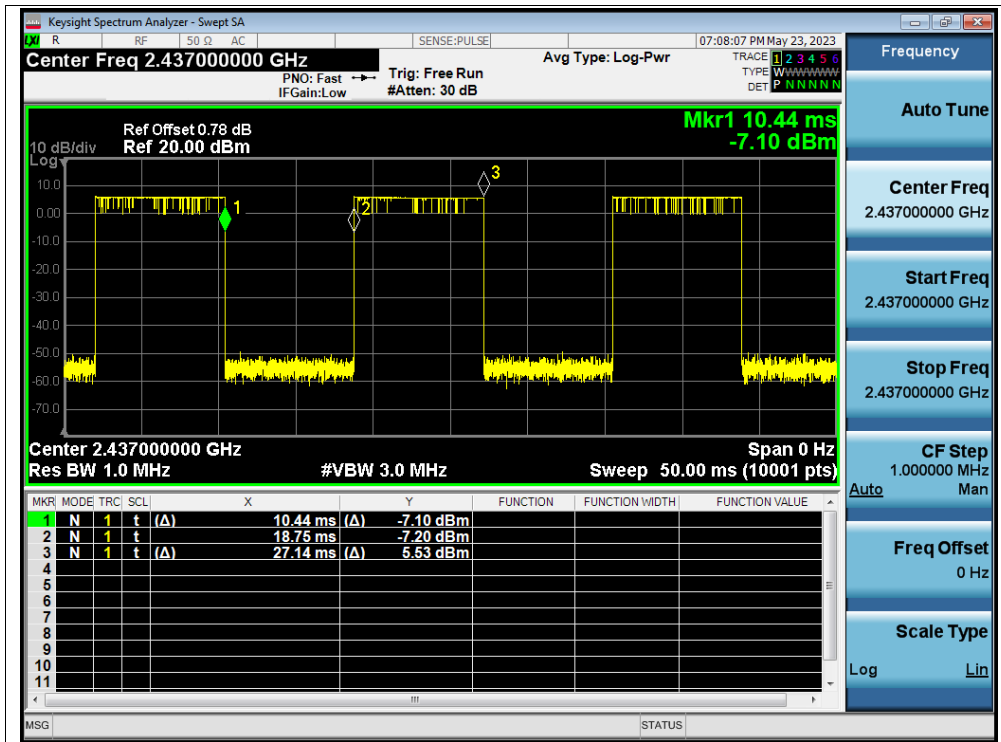 Keysight Spectrum Analyzer - Swept SA
LXI R RF 50 Ω AC SENSE:PULSE 07:08:07 PM May 23, 2023
Center Freq 2.437000000 GHz
PNO: Fast
IFGain:Low
Trig: Free Run
#Atten: 30 dB
Avg Type: Log-Pwr
TRACE 1 2 3 4 5 6
TYPE WWWWWWW
DET P N N N N N
Ref Offset 0.78 dB
10 dB/div Ref 20.00 dBm
Log
Mkr1 10.44 ms
-7.10 dBm
10.0
0.00
-10.0
-20.0
-30.0
-40.0
-50.0
-60.0
-70.0
1
2
3
Center 2.437000000 GHz Span 0 Hz
Res BW 1.0 MHz #VBW 3.0 MHz Sweep 50.00 ms (10001 pts)
MKR MODE TRC SCL X Y FUNCTION FUNCTION WIDTH FUNCTION VALUE
1 N 1 t (Δ) 10.44 ms (Δ) -7.10 dBm
2 N 1 t 18.75 ms -7.20 dBm
3 N 1 t (Δ) 27.14 ms (Δ) 5.53 dBm
4
5
6
7
8
9
10
11
MSG STATUS
Frequency
Auto Tune
Center Freq
2.437000000 GHz
Start Freq
2.437000000 GHz
Stop Freq
2.437000000 GHz
CF Step
1.000000 MHz
Auto Man
Freq Offset
0 Hz
Scale Type
Log Lin